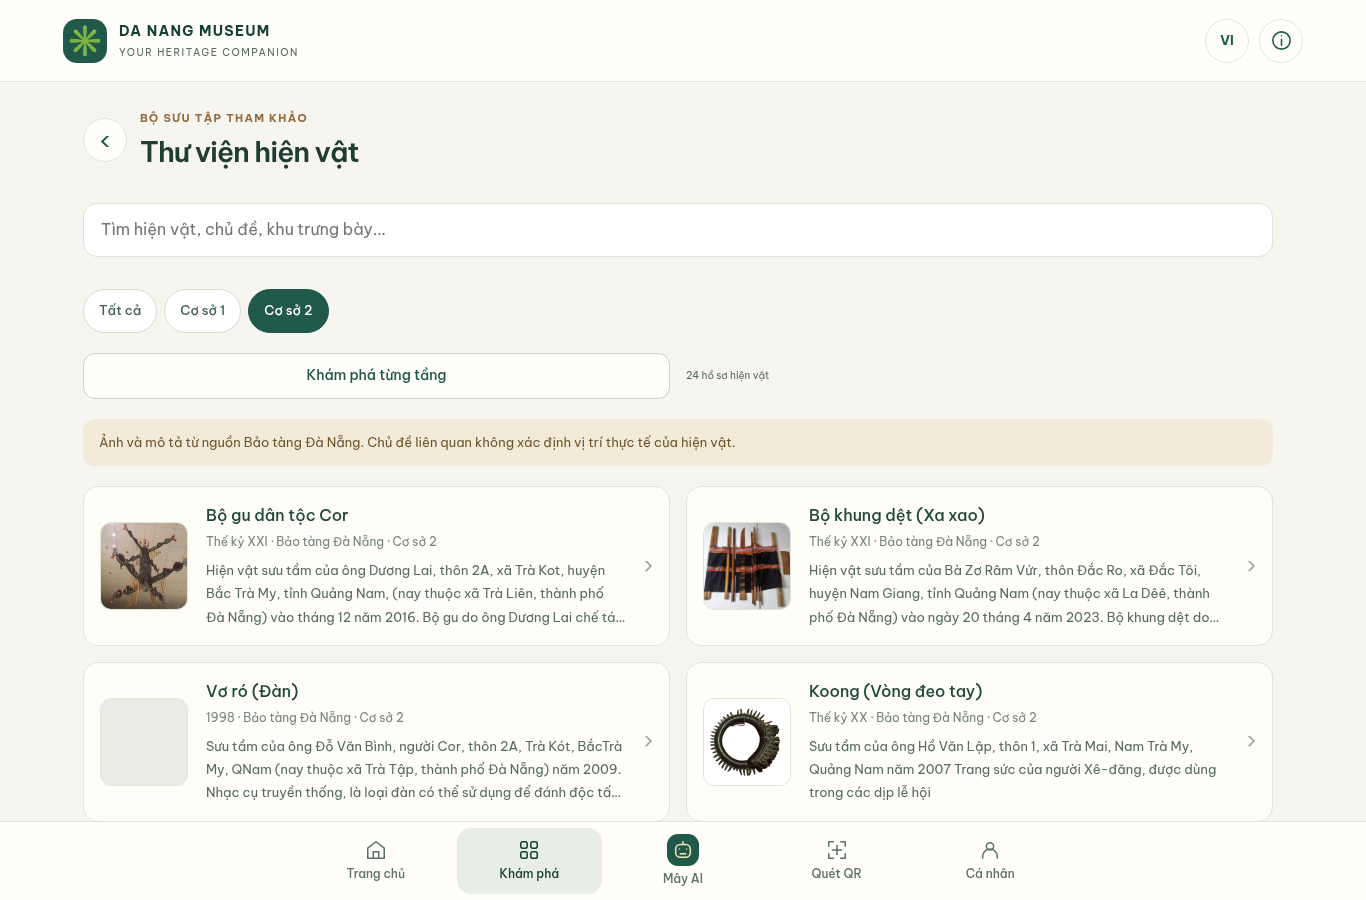 DA NANG MUSEUM
YOUR HERITAGE COMPANION
VI
BỘ SƯU TẬP THAM KHẢO
Thư viện hiện vật
Tìm hiện vật, chủ đề, khu trưng bày...
Tất cả
Cơ sở 1
Cơ sở 2
Khám phá từng tầng
24 hồ sơ hiện vật
Ảnh và mô tả từ nguồn Bảo tàng Đà Nẵng. Chủ đề liên quan không xác định vị trí thực tế của hiện vật.
Bộ gu dân tộc Cor
Thế kỷ XXI · Bảo tàng Đà Nẵng · Cơ sở 2
Hiện vật sưu tầm của ông Dương Lai, thôn 2A, xã Trà Kot, huyện
Bắc Trà My, tỉnh Quảng Nam, (nay thuộc xã Trà Liên, thành phố
Đà Nẵng) vào tháng 12 năm 2016. Bộ gu do ông Dương Lai chế tá...
Bộ khung dệt (Xa xao)
Thế kỷ XXI · Bảo tàng Đà Nẵng · Cơ sở 2
Hiện vật sưu tầm của Bà Zơ Râm Vứr, thôn Đắc Ro, xã Đắc Tôi,
huyện Nam Giang, tỉnh Quảng Nam (nay thuộc xã La Dêê, thành
phố Đà Nẵng) vào ngày 20 tháng 4 năm 2023. Bộ khung dệt do...
Vơ ró (Đàn)
1998 · Bảo tàng Đà Nẵng · Cơ sở 2
Sưu tầm của ông Đỗ Văn Bình, người Cor, thôn 2A, Trà Kót, BắcTrà
My, QNam (nay thuộc xã Trà Tập, thành phố Đà Nẵng) năm 2009.
Nhạc cụ truyền thống, là loại đàn có thể sử dụng để đánh độc tấ...
Koong (Vòng đeo tay)
Thế kỷ XX · Bảo tàng Đà Nẵng · Cơ sở 2
Sưu tầm của ông Hồ Văn Lập, thôn 1, xã Trà Mai, Nam Trà My,
Quảng Nam năm 2007 Trang sức của người Xê-đăng, được dùng
trong các dịp lễ hội
Trang chủ
Khám phá
Mây AI
Quét QR
Cá nhân